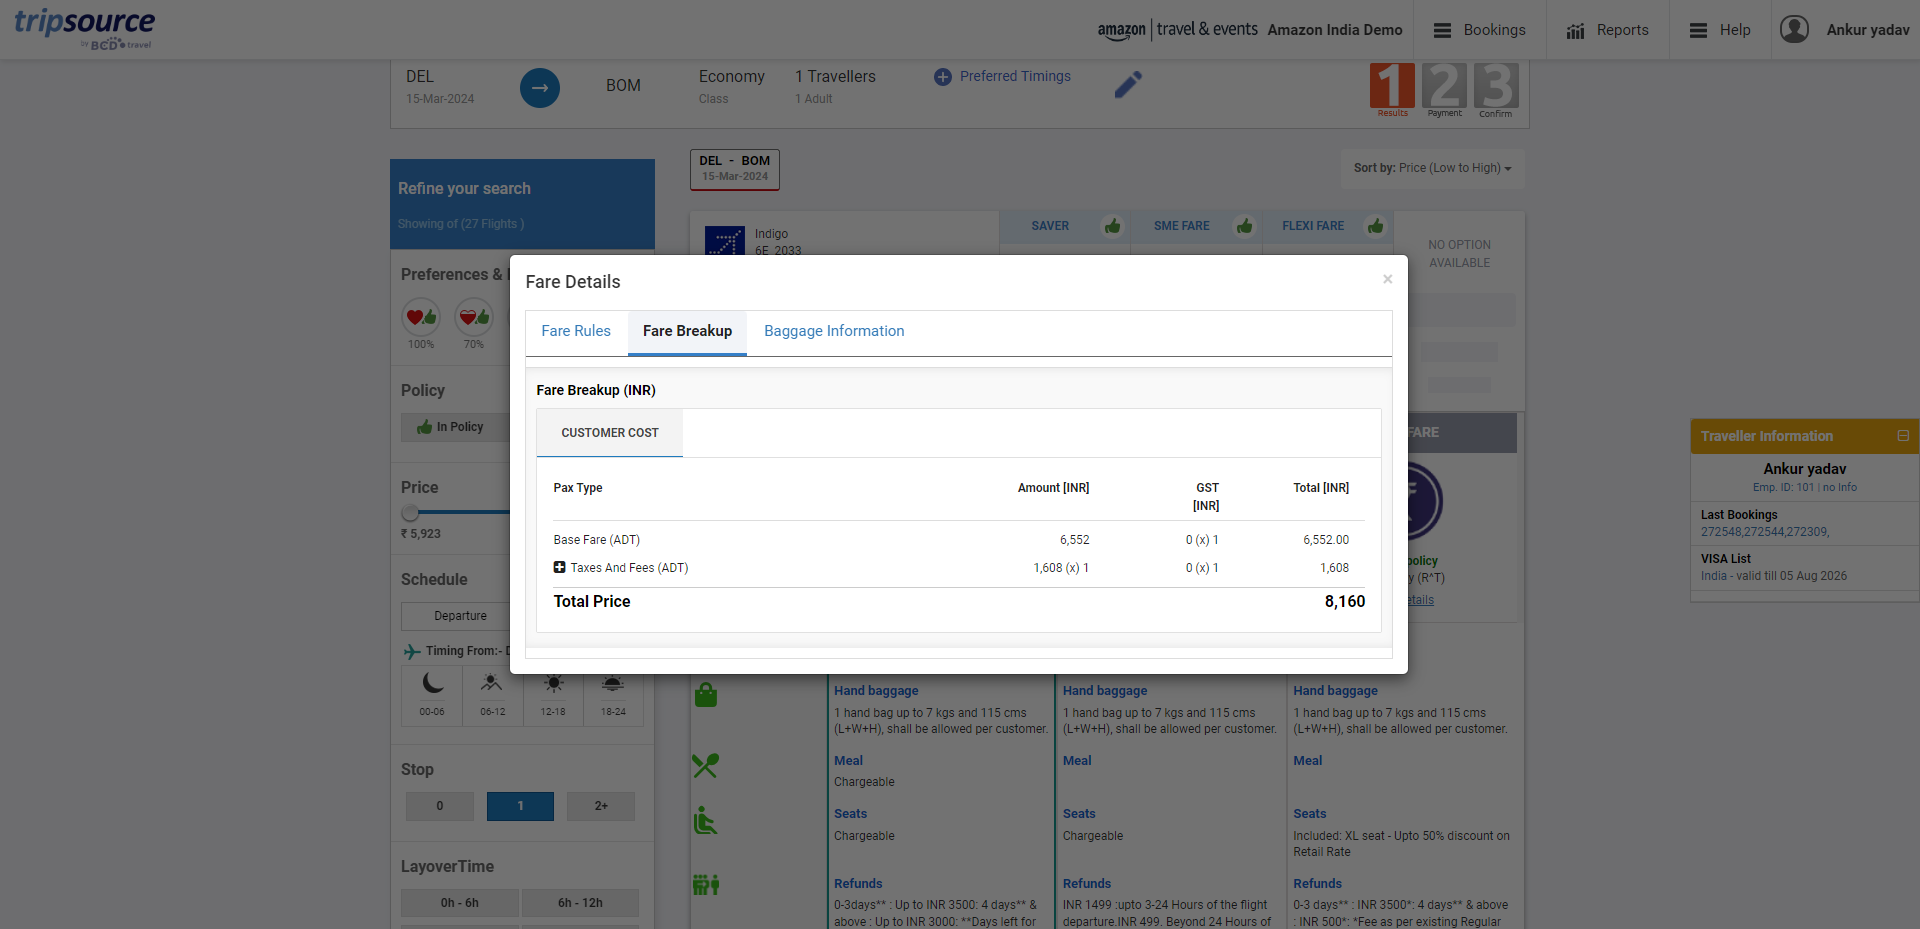 tripsource
by BCD travel
amazon | travel & events Amazon India Demo
Bookings
Reports
Help
Ankur yadav
DEL
15-Mar-2024
BOM
Economy
Class
1 Travellers
1 Adult
Preferred Timings
1 2 3
Results Payment Confirm
DEL - BOM
15-Mar-2024
Sort by: Price (Low to High)
Refine your search
Showing of (27 Flights )
Preferences &
100% 70%
Policy
In Policy
Price
₹ 5,923
Schedule
Departure
Timing From:-
00-06 06-12 12-18 18-24
Stop
0 1 2+
LayoverTime
0h - 6h 6h - 12h
Indigo
6E 2033
SAVER SME FARE FLEXI FARE
NO OPTION
AVAILABLE
Fare Details
×
Fare Rules Fare Breakup Baggage Information
Fare Breakup (INR)
CUSTOMER COST
Pax Type Amount [INR] GST [INR] Total [INR]
Base Fare (ADT) 6,552 0 (x) 1 6,552.00
Taxes And Fees (ADT) 1,608 (x) 1 0 (x) 1 1,608
Total Price 8,160
FARE
policy
(R^T)
Hand baggage
1 hand bag up to 7 kgs and 115 cms
(L+W+H), shall be allowed per customer.
Meal
Chargeable
Seats
Chargeable
Refunds
0-3days** : Up to INR 3500: 4 days** &
above : Up to INR 3000: **Days left for
Hand baggage
1 hand bag up to 7 kgs and 115 cms
(L+W+H), shall be allowed per customer.
Meal
Seats
Chargeable
Refunds
INR 1499 :upto 3-24 Hours of the flight
departure.INR 499. Beyond 24 Hours of
Hand baggage
1 hand bag up to 7 kgs and 115 cms
(L+W+H), shall be allowed per customer.
Meal
Seats
Included: XL seat - Upto 50% discount on
Retail Rate
Refunds
0-3 days** : INR 3500*: 4 days** & above
: INR 500*: *Fee as per existing Regular
Traveller Information
Ankur yadav
Emp. ID: 101 | no Info
Last Bookings
272548,272544,272309,
VISA List
India - valid till 05 Aug 2026